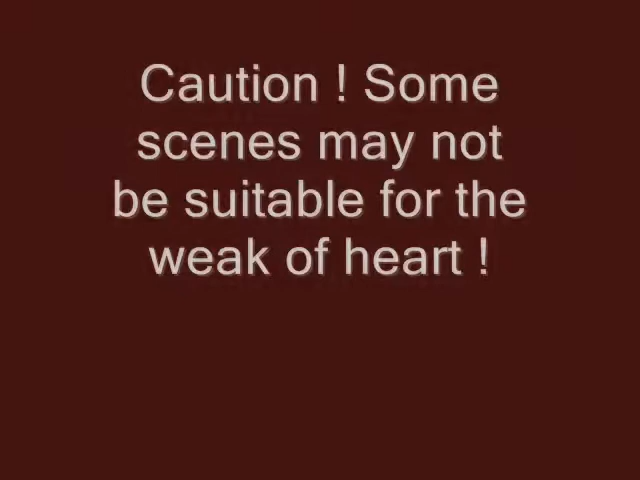 Caution ! Some
scenes may not
be suitable for the
weak of heart !